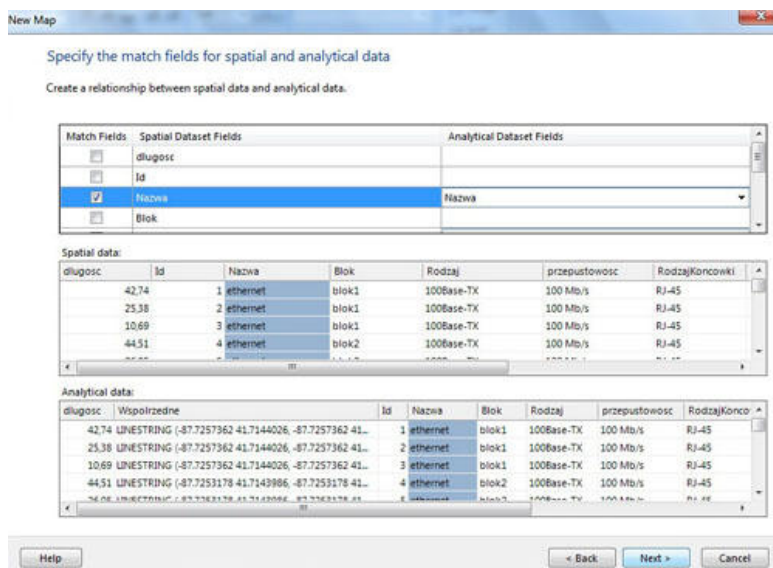 New Map
Specify the match fields for spatial and analytical data
Create a relationship between spatial data and analytical data.
Match Fields Spatial Dataset Fields Analytical Dataset Fields
dlugosc
Id
Nazwa Nazwa
Blok
Spatial data:
dlugosc Id Nazwa Blok Rodzaj przepustowosc RodzajKoncowki
42,74 1 ethernet blok1 100Base-TX 100 Mb/s RJ-45
25,38 2 ethernet blok1 100Base-TX 100 Mb/s RJ-45
10,69 3 ethernet blok1 100Base-TX 100 Mb/s RJ-45
44,51 4 ethernet blok2 100Base-TX 100 Mb/s RJ-45
Analytical data:
dlugosc Wspolrzedne Id Nazwa Blok Rodzaj przepustowosc RodzajKonco
42,74 LINESTRING (-87.7257362 41.7144026, -87.7257362 41... 1 ethernet blok1 100Base-TX 100 Mb/s RJ-45
25,38 LINESTRING (-87.7257362 41.7144026, -87.7257362 41... 2 ethernet blok1 100Base-TX 100 Mb/s RJ-45
10,69 LINESTRING (-87.7257362 41.7144026, -87.7257362 41... 3 ethernet blok1 100Base-TX 100 Mb/s RJ-45
44,51 LINESTRING (-87.7253178 41.7143986, -87.7253178 41... 4 ethernet blok2 100Base-TX 100 Mb/s RJ-45
Help < Back Next > Cancel